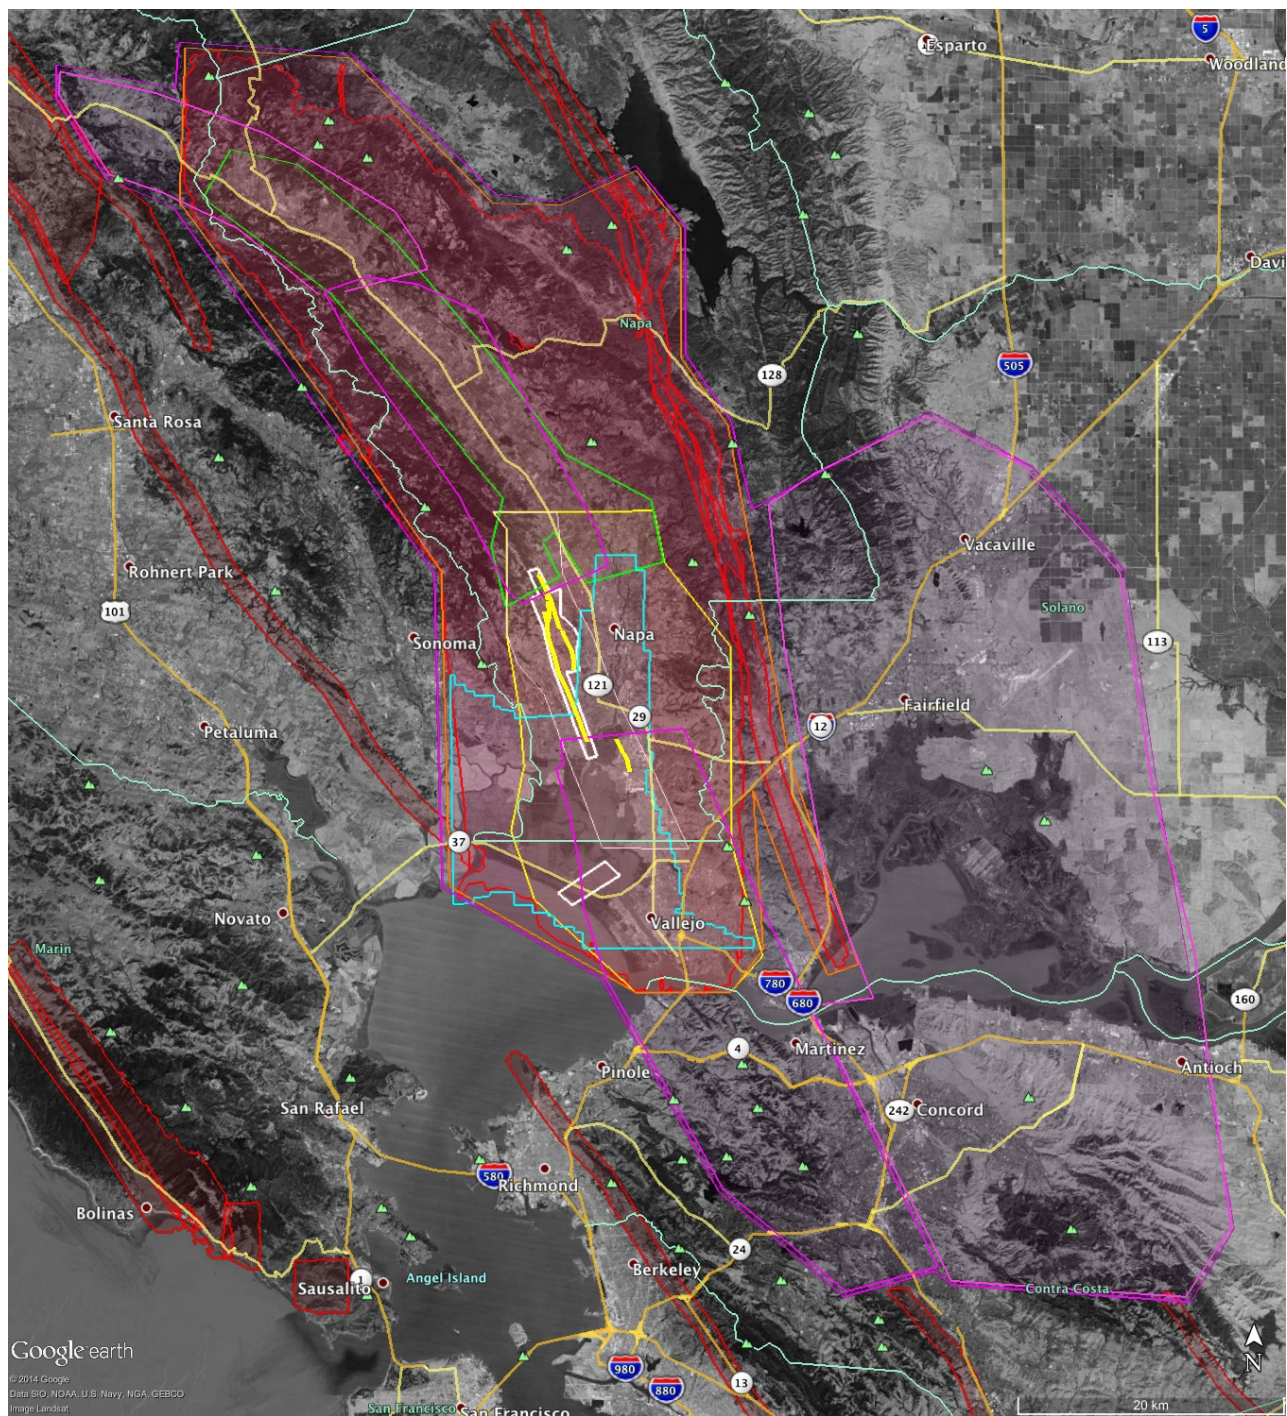 5
Esparto
Woodland
Davi
Napa
128
505
Santa Rosa
Vacaville
Rohnert Park
Solano
101
Sonoma
Napa
113
121
Fairfield
29
12
Petaluma
37
Novato
Vallejo
Marin
780
680
160
4
Martinez
Pinole
Antioch
San Rafael
242
Concord
580
Richmond
Bolinas
24
Berkeley
1
Angel Island
Sausalito
Contra Costa
Google earth
N
© 2014 Google
Data SIO, NOAA, U.S. Navy, NGA, GEBCO
Image Landsat
980
880
13
20 km
San Francisco
San Francisco